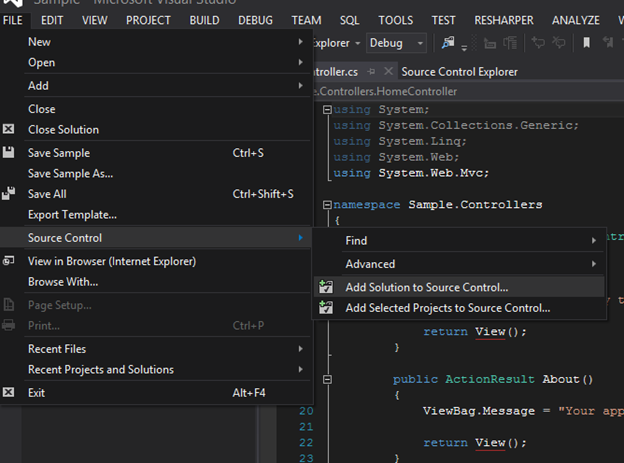 Sample - Microsoft Visual Studio
FILE EDIT VIEW PROJECT BUILD DEBUG TEAM SQL TOOLS TEST RESHARPER ANALYZE W
New
Open
Add
Close
Close Solution
Save Sample Ctrl+S
Save Sample As...
Save All Ctrl+Shift+S
Export Template...
Source Control
View in Browser (Internet Explorer)
Browse With...
Page Setup...
Print... Ctrl+P
Recent Files
Recent Projects and Solutions
Exit Alt+F4
Find
Advanced
Add Solution to Source Control...
Add Selected Projects to Source Control...
Explorer Debug
troller.cs Source Control Explorer
e.Controllers.HomeController
using System;
using System.Collections.Generic;
using System.Linq;
using System.Web;
using System.Web.Mvc;
namespace Sample.Controllers
{
ntr
y t
return View();
}
public ActionResult About()
{
20 ViewBag.Message = "Your app
21
22 return View();
23 }